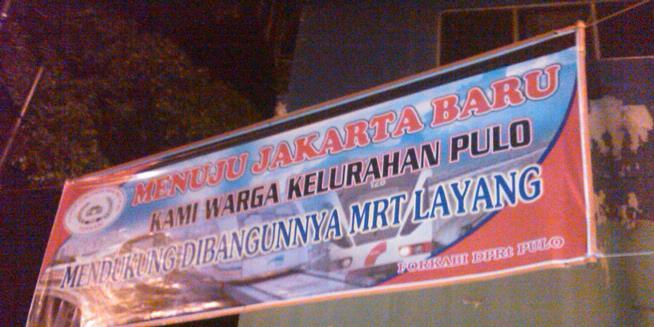 MENUJU JAKARTA BARU
KAMI WARGA KELURAHAN PULO
MENDUKUNG DIBANGUNNYA MRT LAYANG
FORKABI DPRt PULO